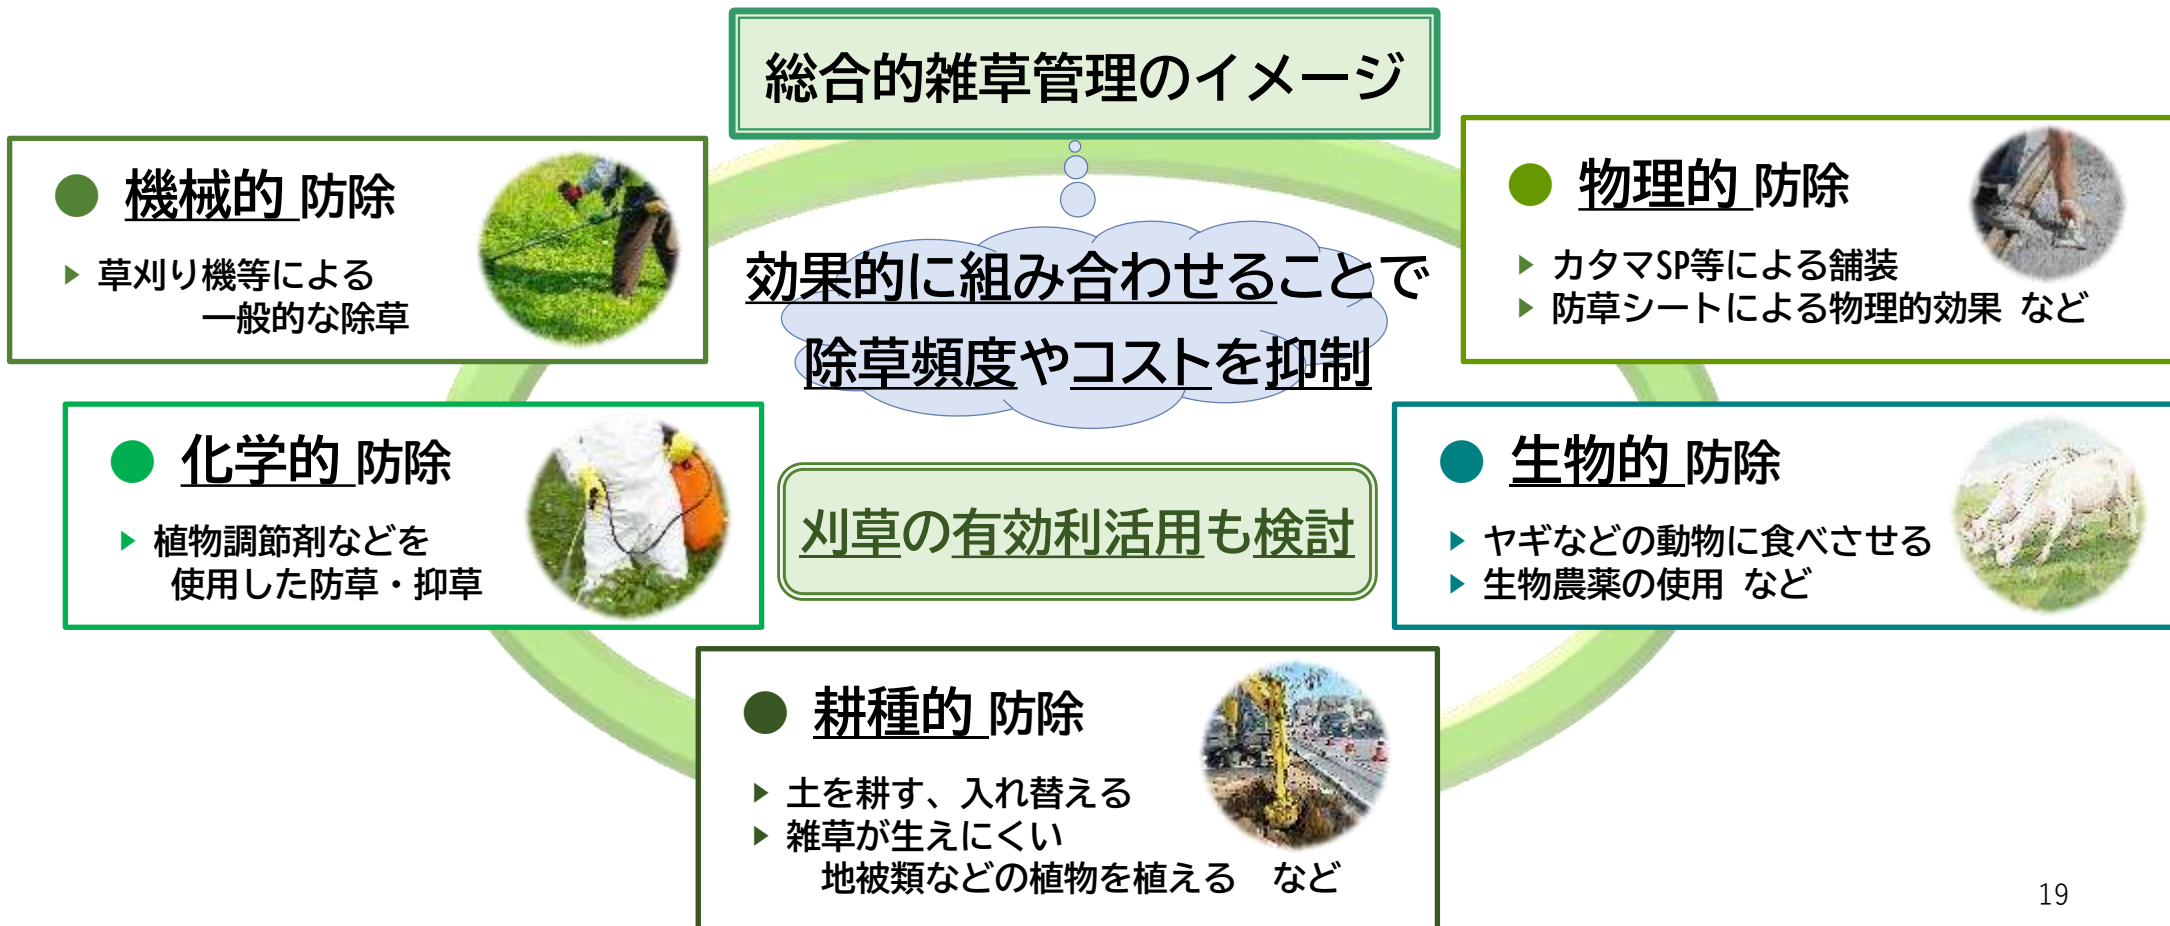 総合的雑草管理のイメージ
● 機械的 防除
▶ 草刈り機等による
一般的な除草
● 物理的 防除
▶ カタマSP等による舗装
▶ 防草シートによる物理的効果 など
効果的に組み合わせることで
除草頻度やコストを抑制
● 化学的 防除
▶ 植物調節剤などを
使用した防草・抑草
刈草の有効利活用も検討
● 生物的 防除
▶ ヤギなどの動物に食べさせる
▶ 生物農薬の使用 など
● 耕種的 防除
▶ 土を耕す、入れ替える
▶ 雑草が生えにくい
地被類などの植物を植える など
19